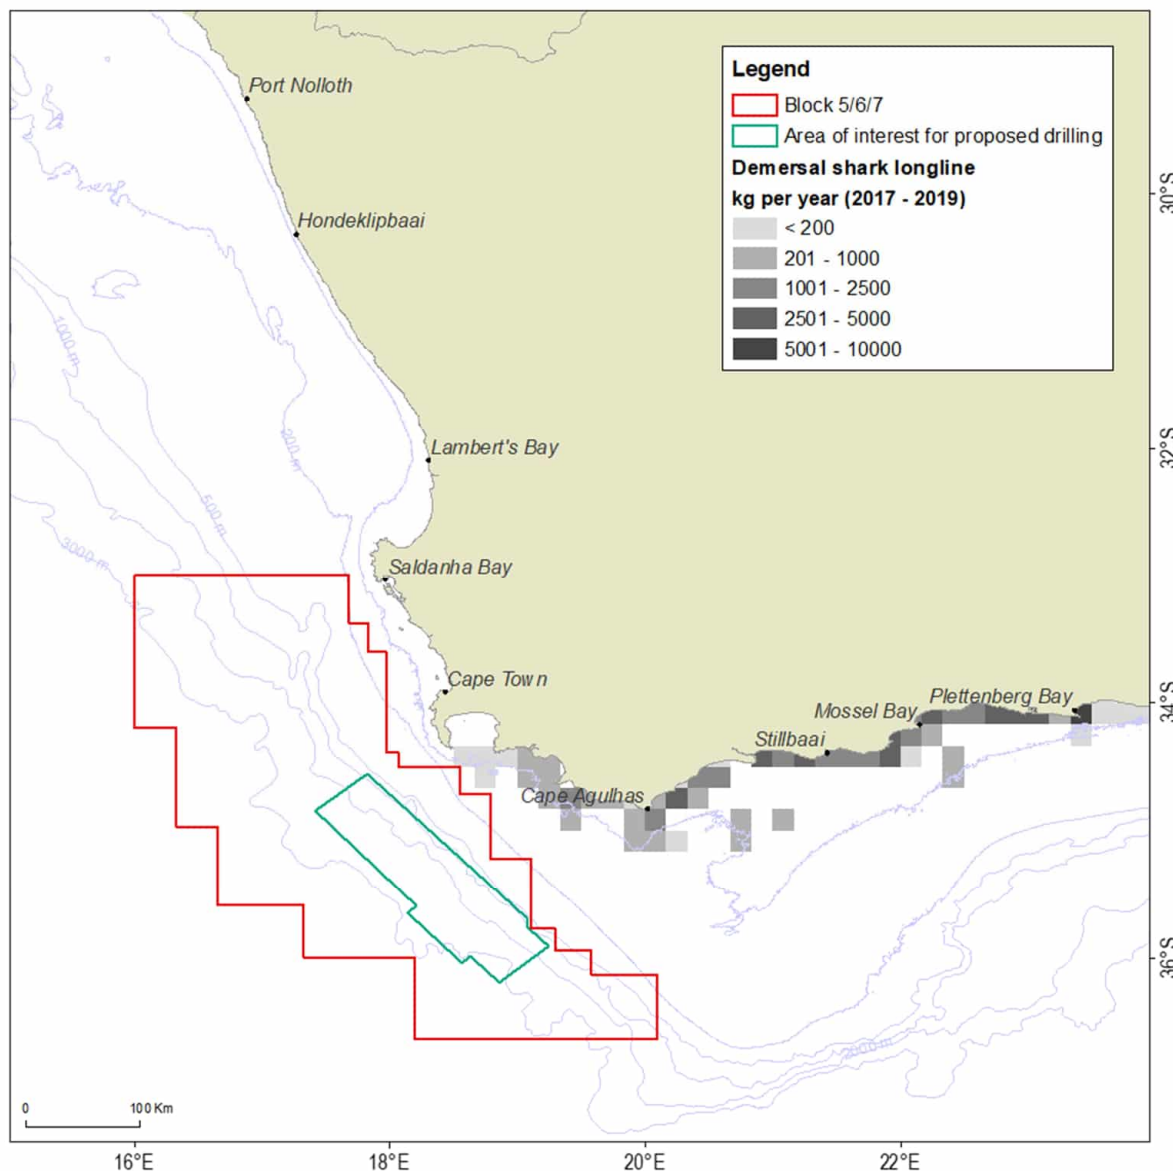 Legend
Block 5/6/7
Area of interest for proposed drilling
Demersal shark longline
kg per year (2017 - 2019)
< 200
201 - 1000
1001 - 2500
2501 - 5000
5001 - 10000
Port Nolloth
Hondeklipbaai
Lambert's Bay
Saldanha Bay
Cape Town
Plettenberg Bay
Mossel Bay
Stillbaai
Cape Agulhas
1000 m
200 m
500 m
3000 m
30°S
32°S
34°S
36°S
0 100 Km
16°E 18°E 20°E 22°E